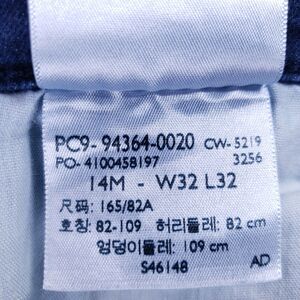 PC9-94364-0020 CW-5219
PO-4100458197 3256
14M - W32 L32
尺码: 165/82A
호칭: 82-109 허리둘레: 82 cm
엉덩이둘레: 109 cm
S46148 AD